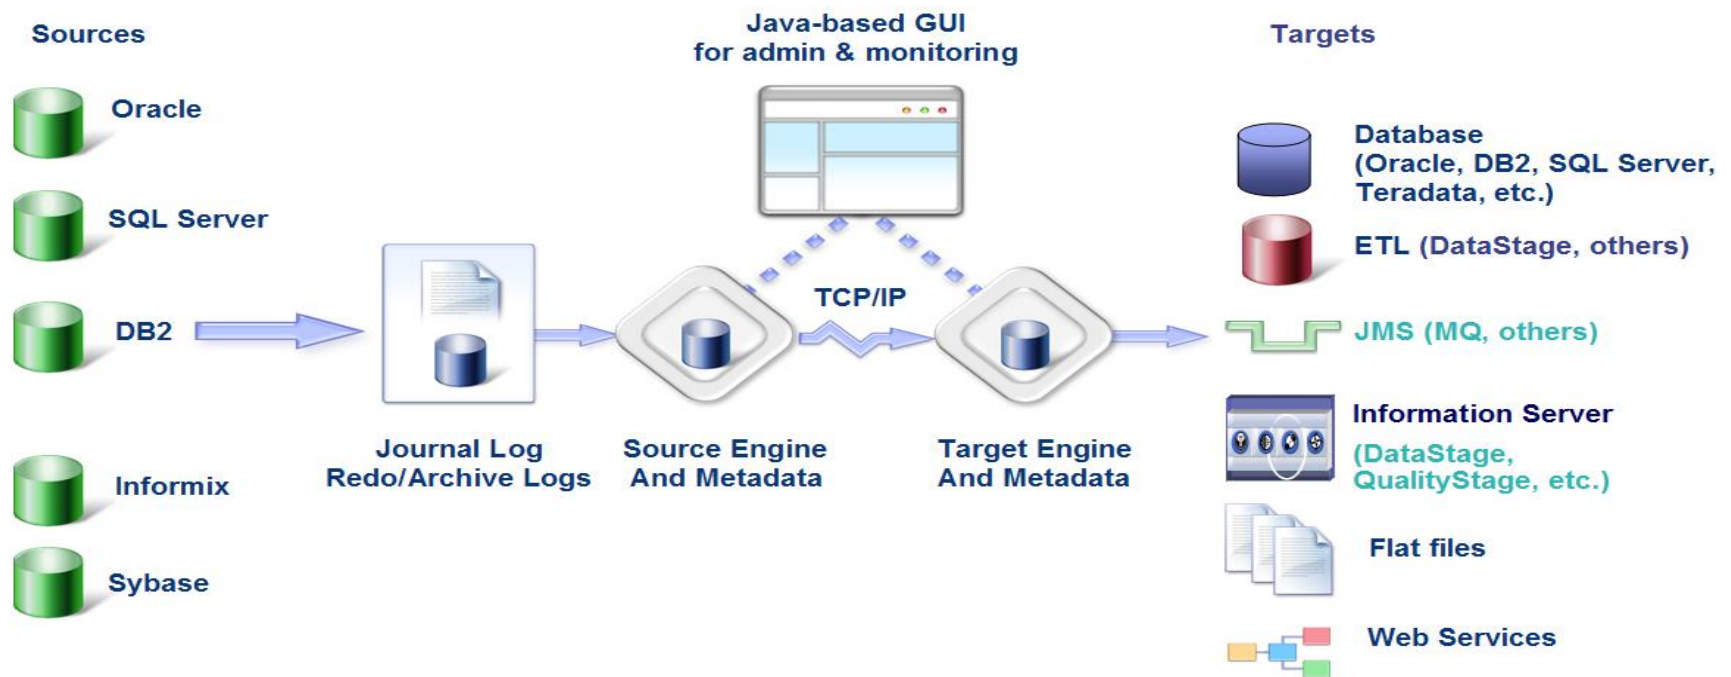 Sources
Java-based GUI
for admin & monitoring
Targets
Oracle
SQL Server
DB2
Informix
Sybase
Journal Log
Redo/Archive Logs
Source Engine
And Metadata
TCP/IP
Target Engine
And Metadata
Database
(Oracle, DB2, SQL Server,
Teradata, etc.)
ETL (DataStage, others)
JMS (MQ, others)
Information Server
(DataStage,
QualityStage, etc.)
Flat files
Web Services